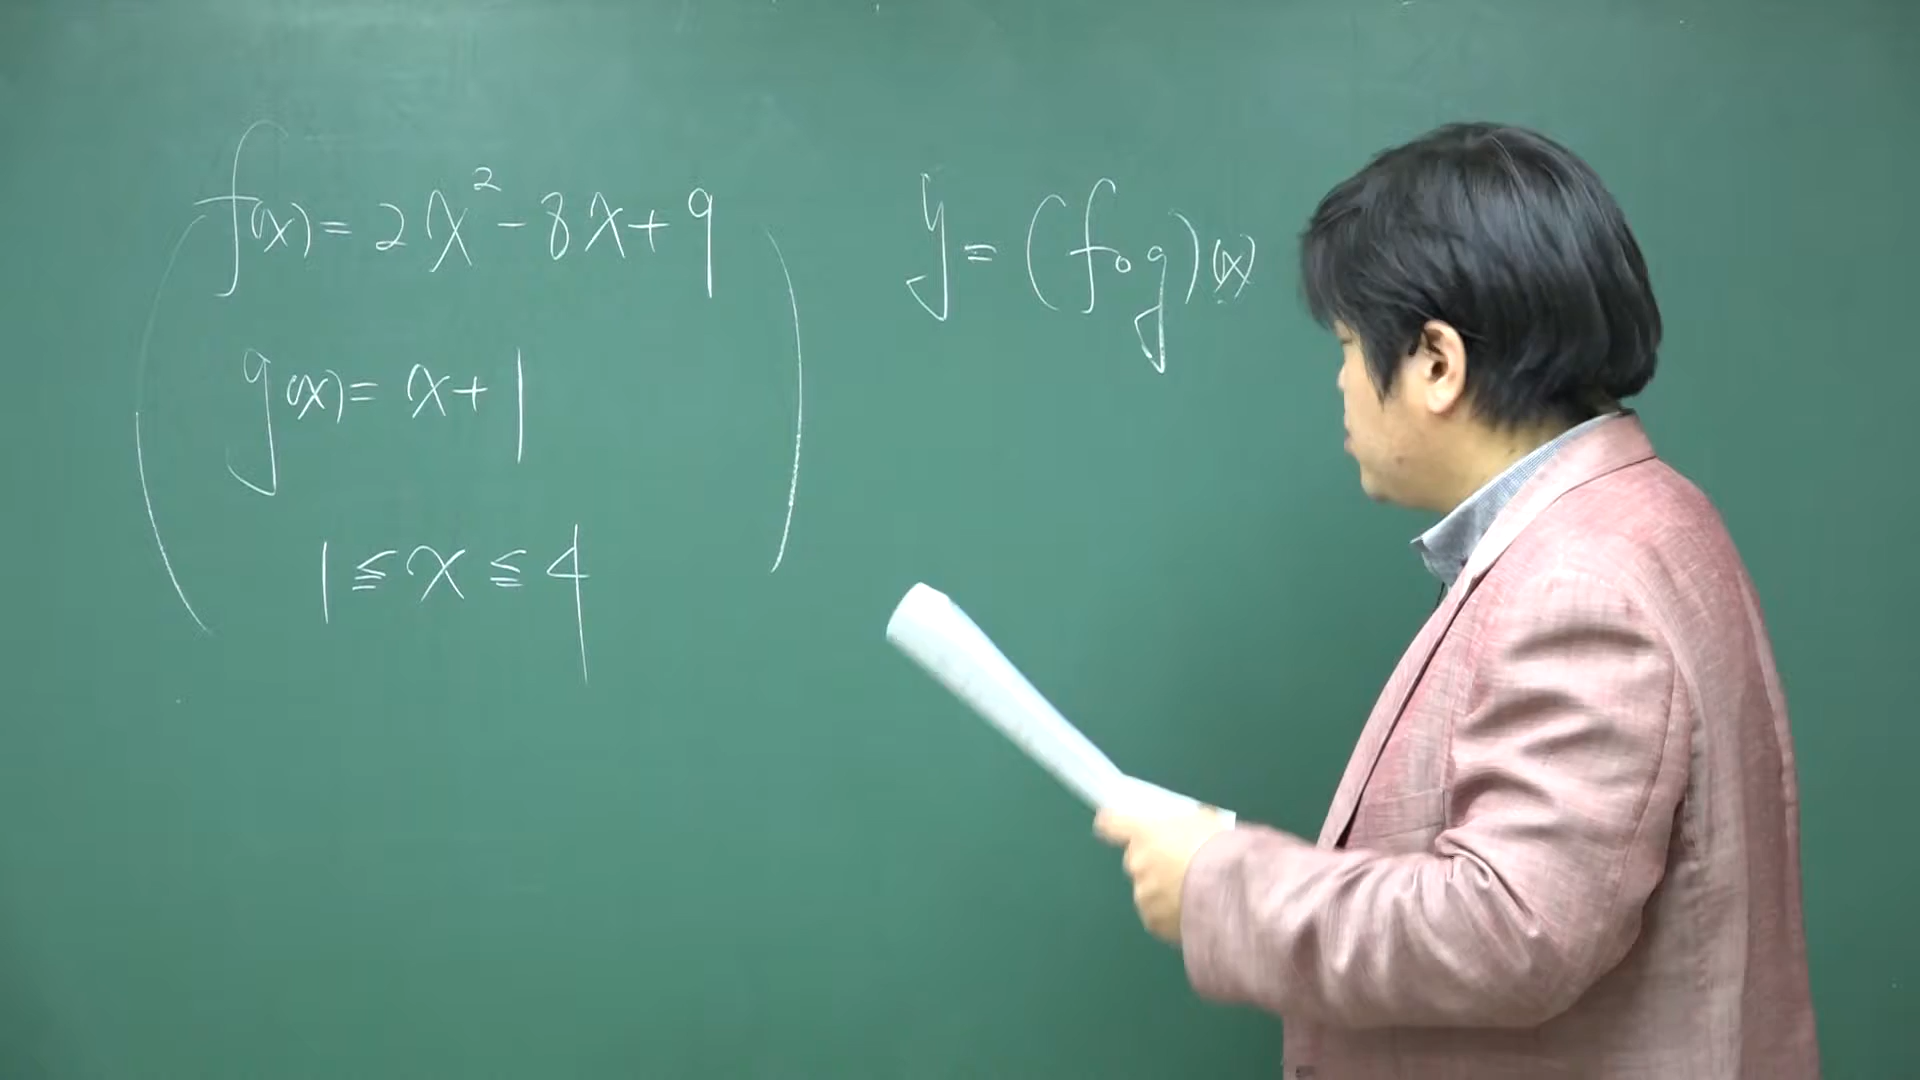 f(x) = 2x² - 8x + 9
g(x) = x + 1
1 ≦ x ≦ 4
y = (f∘g)(x)